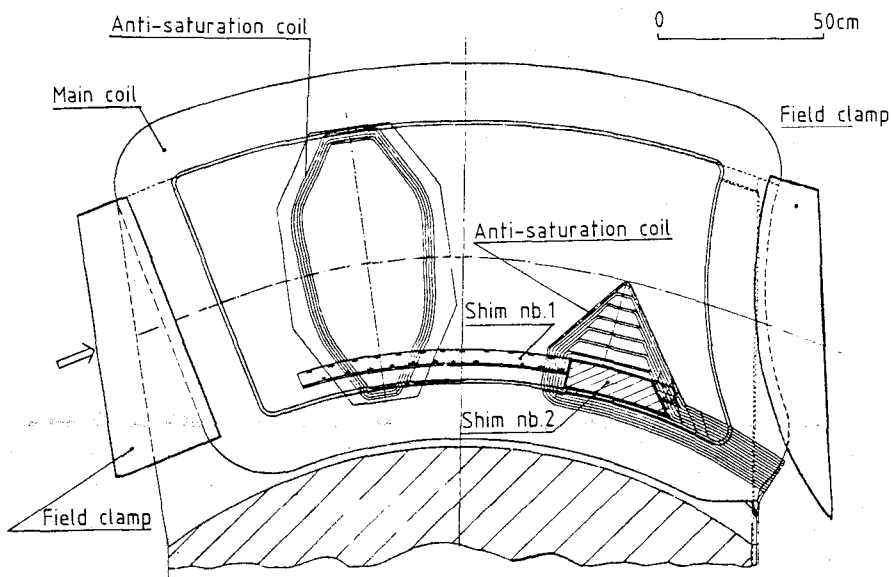 Anti-saturation coil
0 50cm
Main coil
Field clamp
Anti-saturation coil
Shim nb.1
Shim nb.2
Field clamp